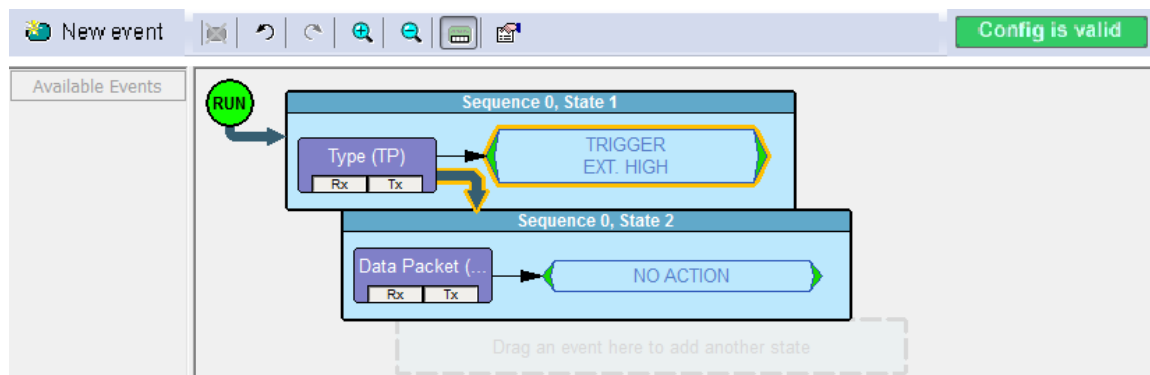 New event
Config is valid
Available Events
RUN
Sequence 0, State 1
Type (TP)
Rx Tx
TRIGGER
EXT. HIGH
Sequence 0, State 2
Data Packet (...
Rx Tx
NO ACTION
Drag an event here to add another state